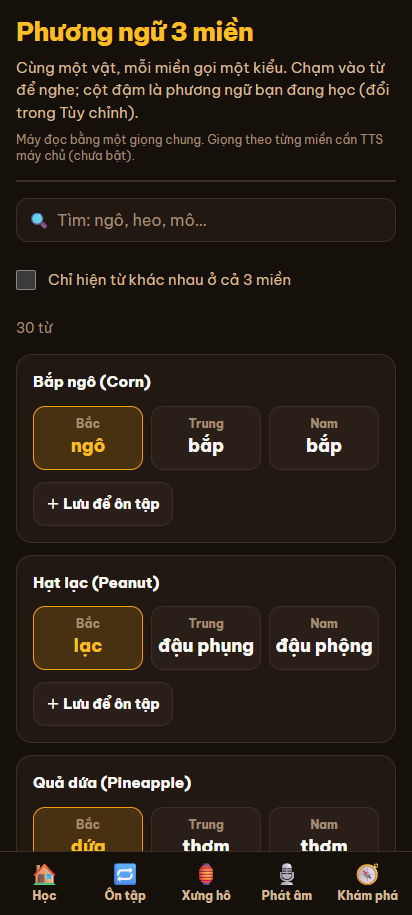 Phương ngữ 3 miền
Cùng một vật, mỗi miền gọi một kiểu. Chạm vào từ
để nghe; cột đậm là phương ngữ bạn đang học (đổi
trong Tùy chỉnh).
Máy đọc bằng một giọng chung. Giọng theo từng miền cần TTS
máy chủ (chưa bật).
Tìm: ngô, heo, mô...
Chỉ hiện từ khác nhau ở cả 3 miền
30 từ
Bắp ngô (Corn)
Bắc Trung Nam
ngô bắp bắp
+ Lưu để ôn tập
Hạt lạc (Peanut)
Bắc Trung Nam
lạc đậu phụng đậu phộng
+ Lưu để ôn tập
Quả dứa (Pineapple)
Bắc Trung Nam
dứa thơm thơm
Học Ôn tập Xưng hô Phát âm Khám phá